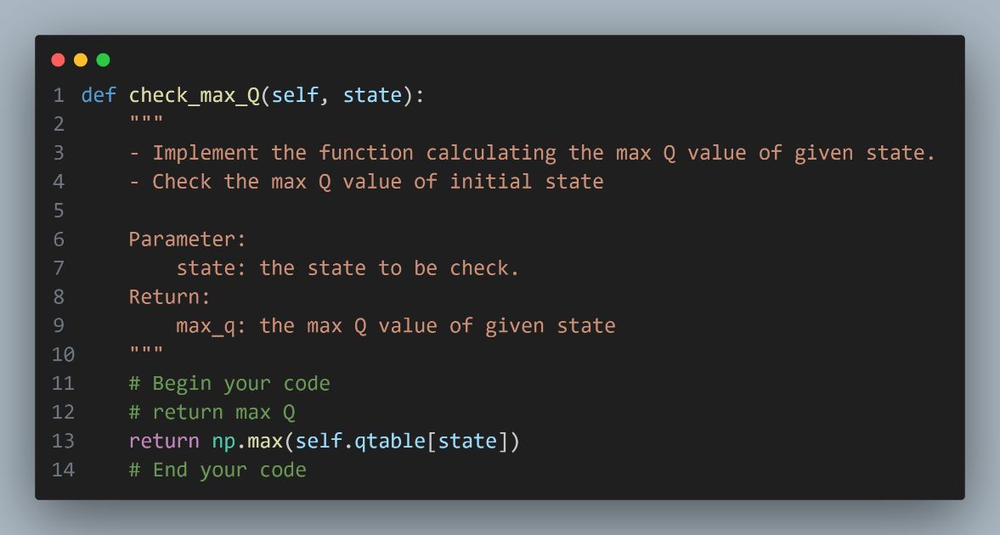 1 def check_max_Q(self, state):
2     """
3     - Implement the function calculating the max Q value of given state.
4     - Check the max Q value of initial state
5
6     Parameter:
7         state: the state to be check.
8     Return:
9         max_q: the max Q value of given state
10     """
11     # Begin your code
12     # return max Q
13     return np.max(self.qtable[state])
14     # End your code